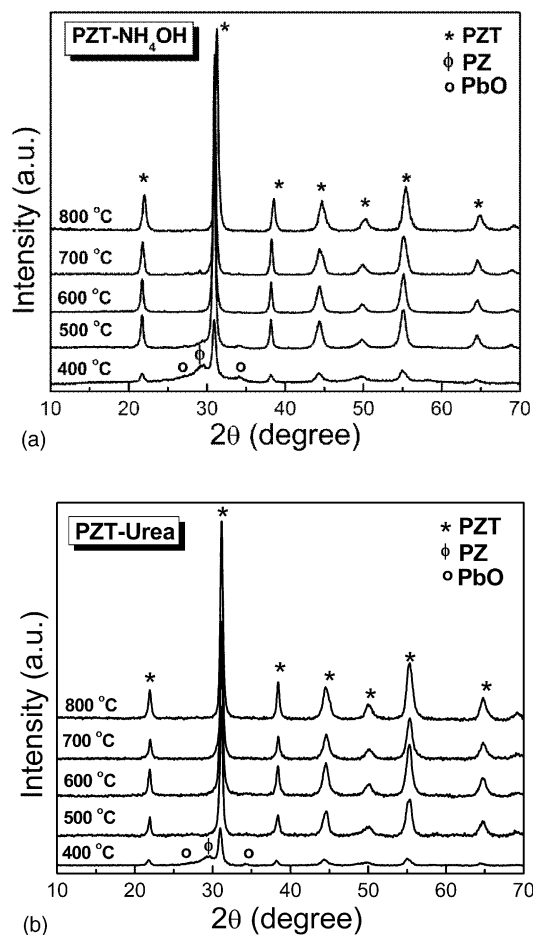 PZT-NH4OH
* PZT
ϕ PZ
o PbO
Intensity (a.u.)
800 °C
700 °C
600 °C
500 °C
400 °C
10 20 30 40 50 60 70
2θ (degree)
(a)
PZT-Urea
* PZT
ϕ PZ
o PbO
Intensity (a.u.)
800 °C
700 °C
600 °C
500 °C
400 °C
10 20 30 40 50 60 70
2θ (degree)
(b)